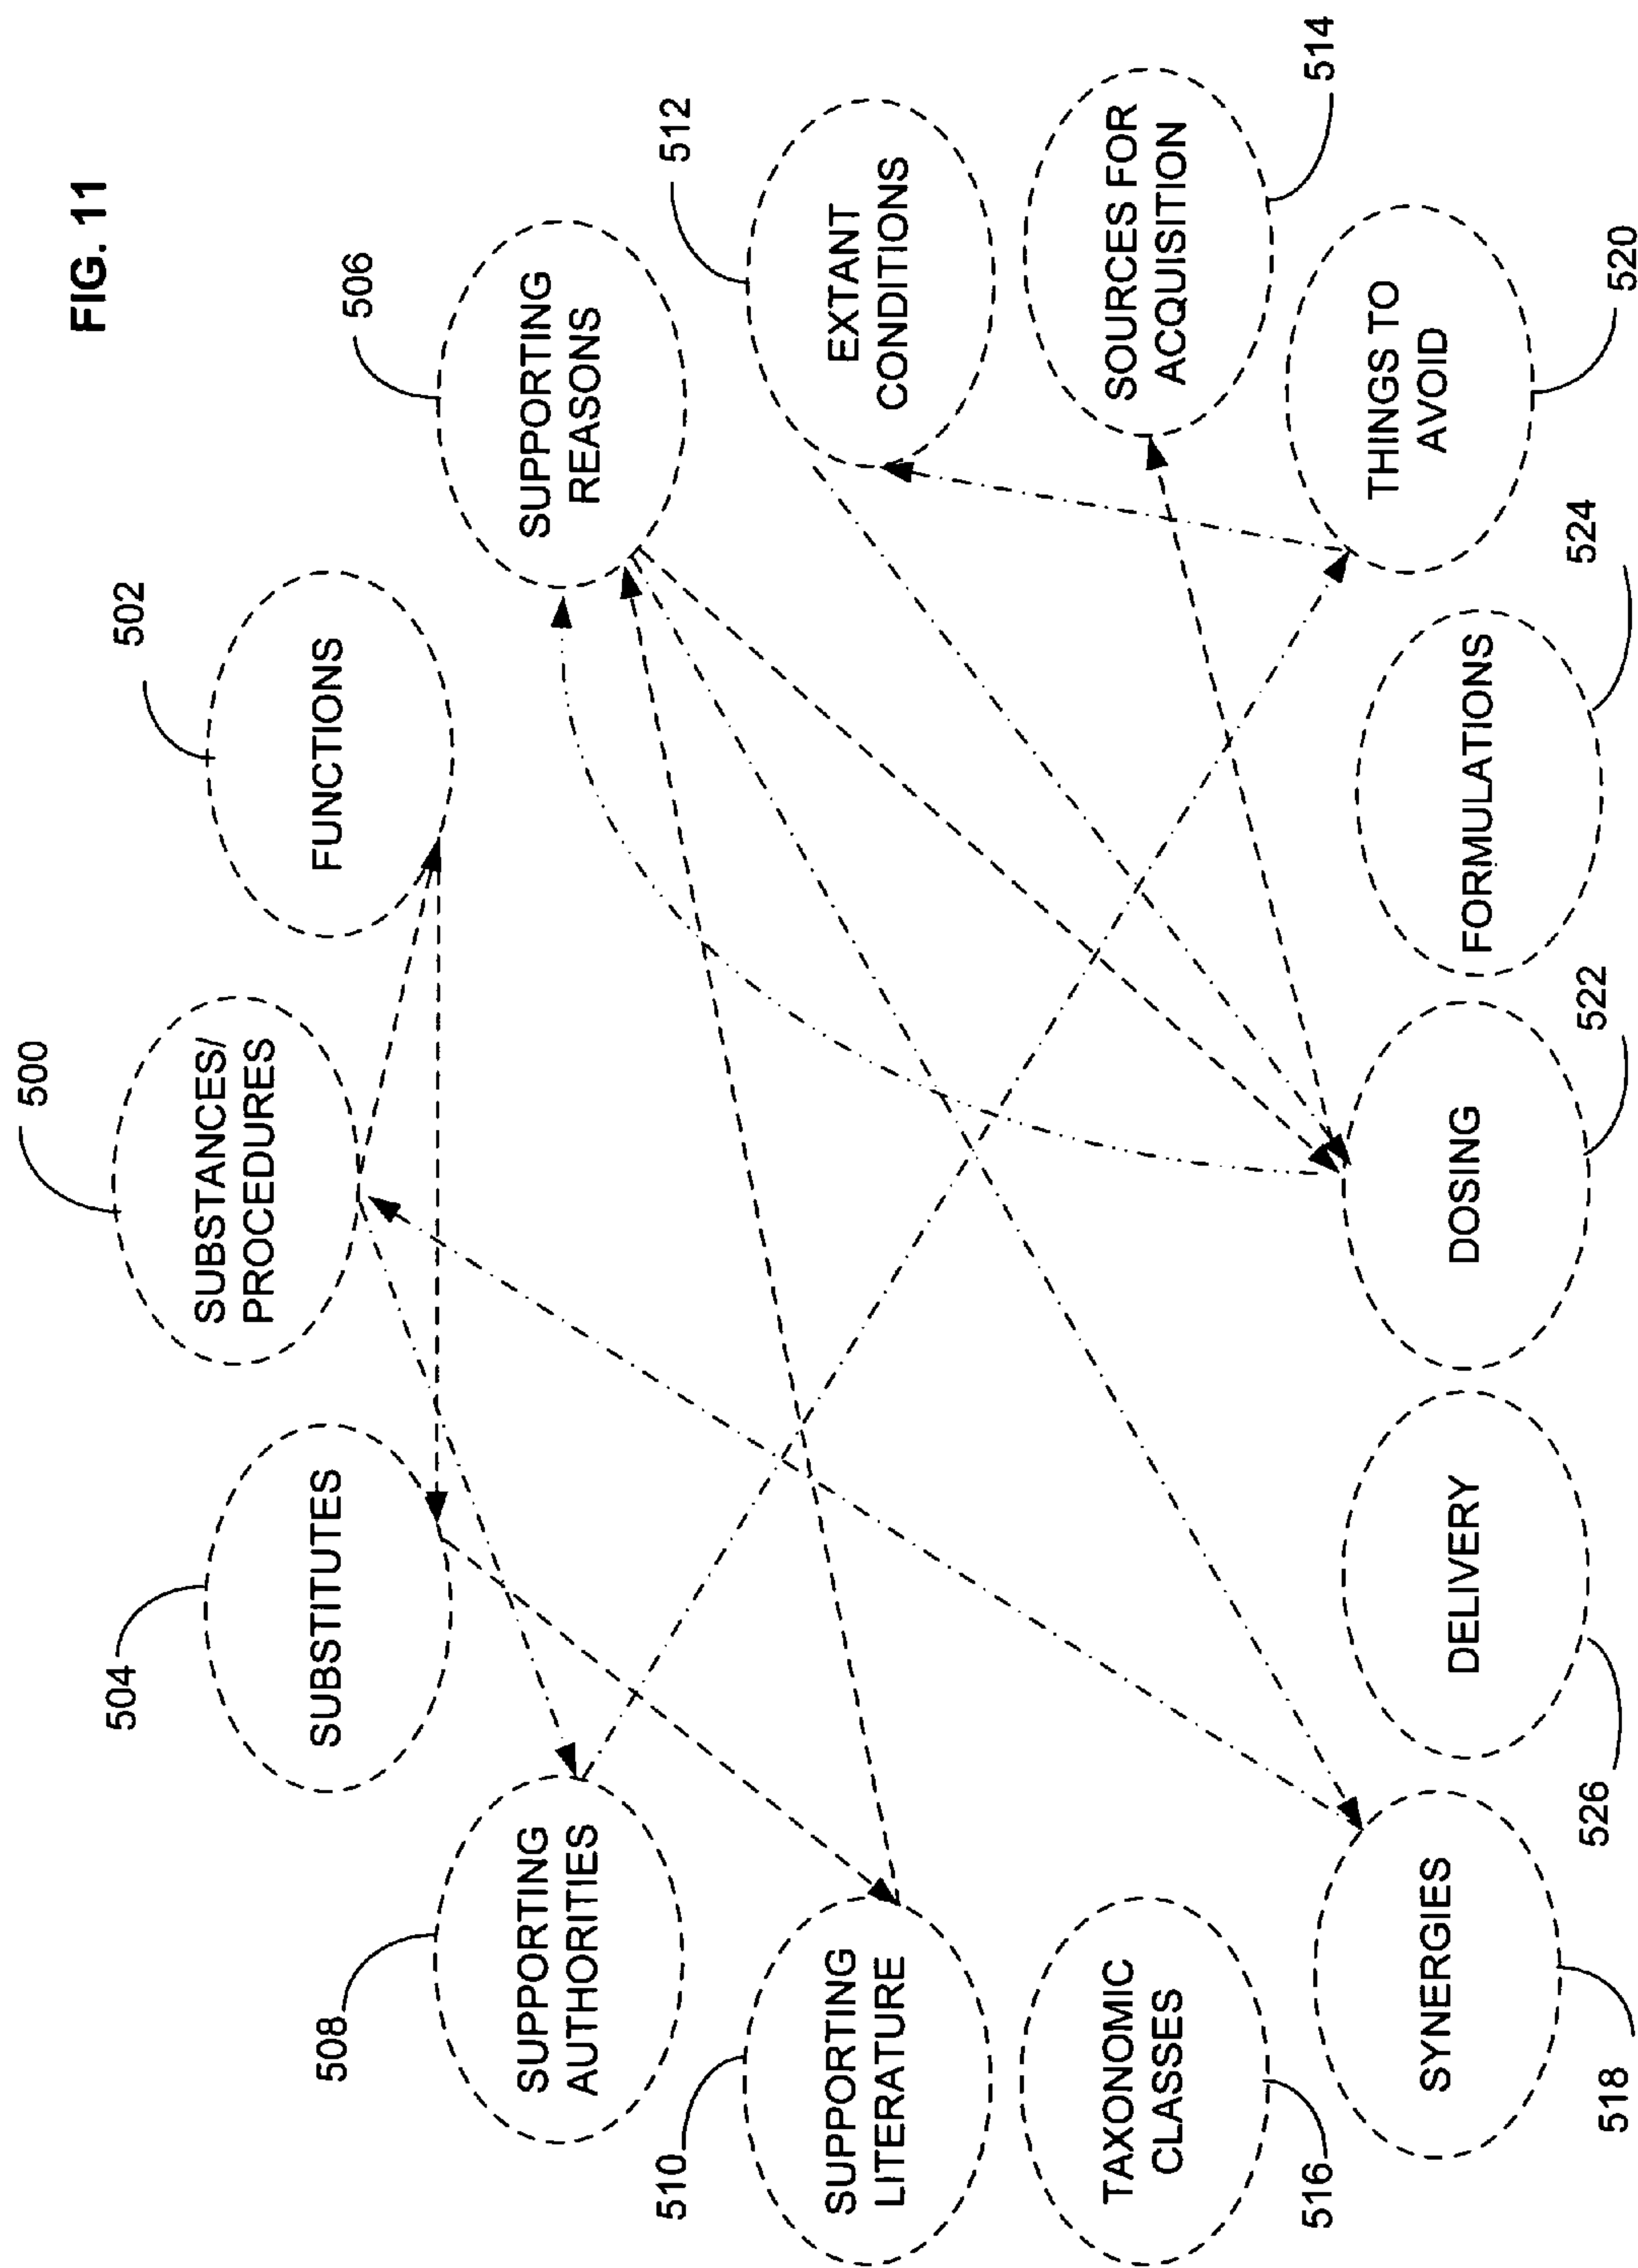 FIG. 11
500
SUBSTANCES/
PROCEDURES
502
FUNCTIONS
504
SUBSTITUTES
506
SUPPORTING
REASONS
508
SUPPORTING
AUTHORITIES
510
SUPPORTING
LITERATURE
512
EXTANT
CONDITIONS
514
SOURCES FOR
ACQUISITION
516
TAXONOMIC
CLASSES
518
SYNERGIES
520
THINGS TO
AVOID
522
DOSING
524
FORMULATIONS
526
DELIVERY